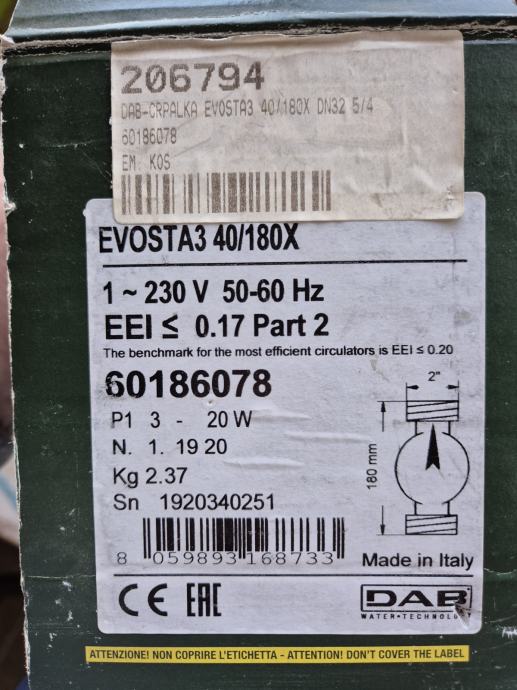 206794
DAB-CRPALKA EVOSTA3 40/180X DN32 5/4
60186078
EM: KOS
EVOSTA3 40/180X
1 ~ 230 V 50-60 Hz
EEI ≤ 0.17 Part 2
The benchmark for the most efficient circulators is EEI ≤ 0.20
60186078
2"
P1 3 - 20 W
N. 1. 19 20
180 mm
Kg 2.37
Sn 1920340251
8 059893 168733
Made in Italy
CE EAC
DAB
WATER•TECHNOLOGY
ATTENZIONE! NON COPRIRE L'ETICHETTA - ATTENTION! DON'T COVER THE LABEL